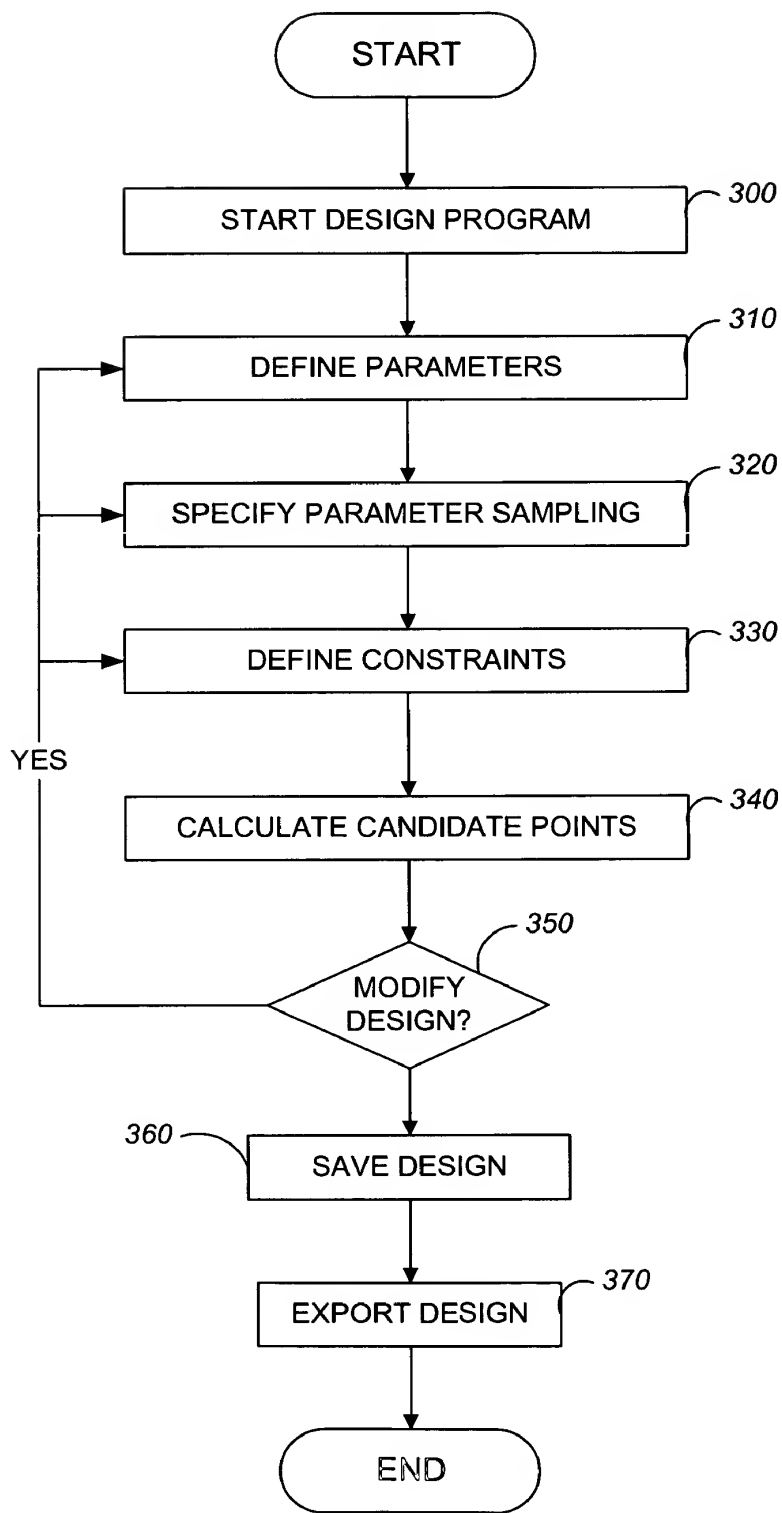 START
300
START DESIGN PROGRAM
310
DEFINE PARAMETERS
320
SPECIFY PARAMETER SAMPLING
330
DEFINE CONSTRAINTS
YES
340
CALCULATE CANDIDATE POINTS
350
MODIFY
DESIGN?
360
SAVE DESIGN
370
EXPORT DESIGN
END